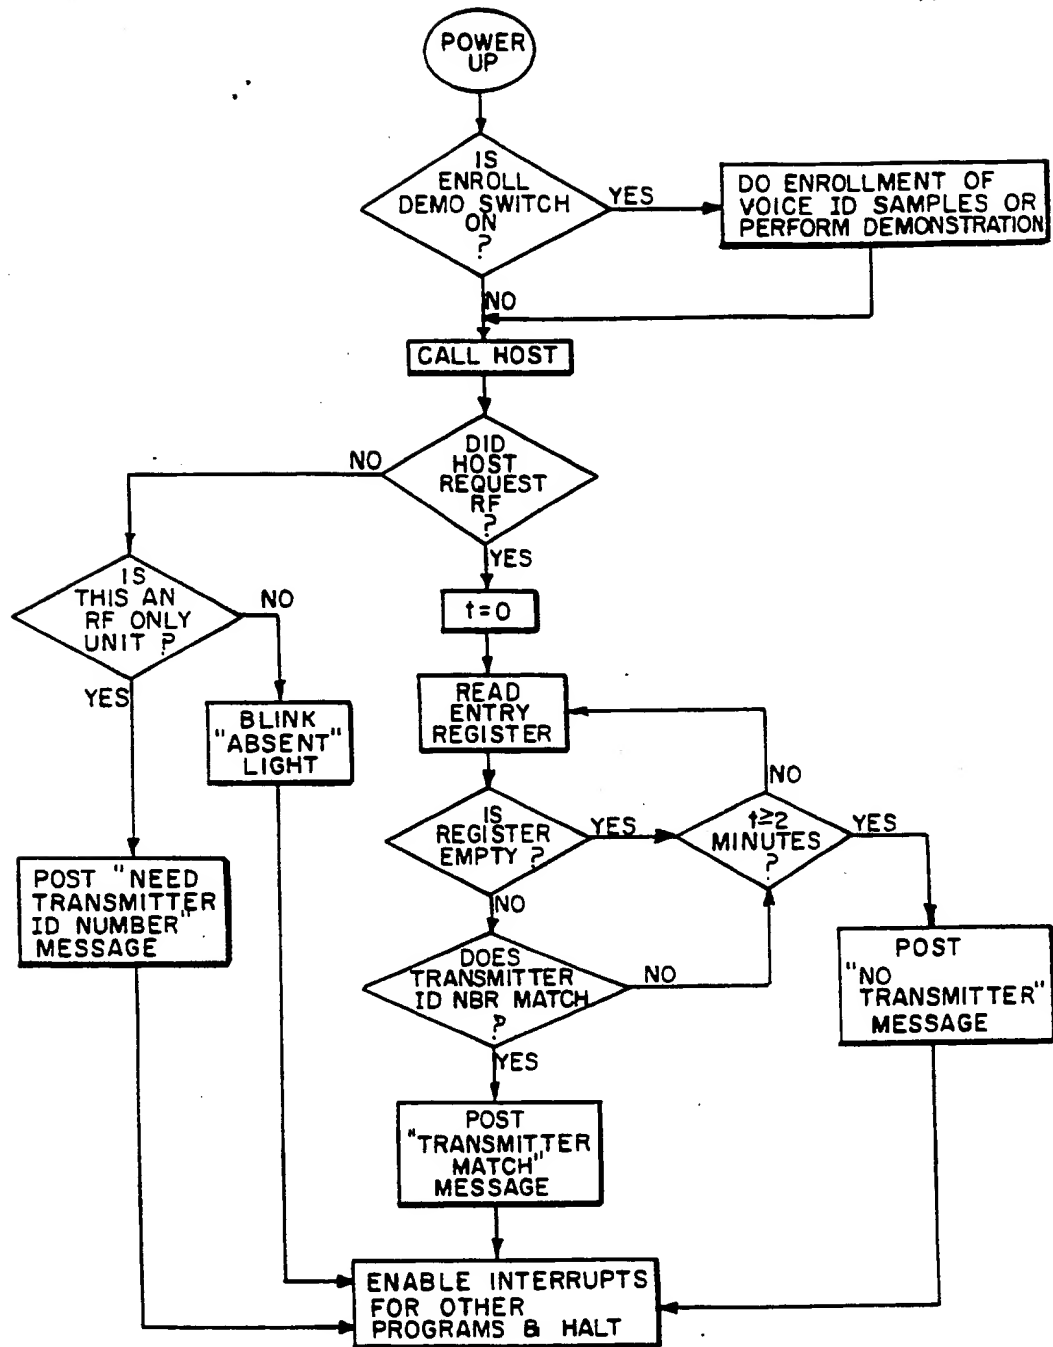 POWER
UP
IS
ENROLL
DEMO SWITCH
ON
?
YES
DO ENROLLMENT OF
VOICE ID SAMPLES OR
PERFORM DEMONSTRATION
NO
CALL HOST
DID
HOST
REQUEST
RF
?
NO
YES
IS
THIS AN
RF ONLY
UNIT ?
NO
YES
t=0
BLINK
"ABSENT"
LIGHT
READ
ENTRY
REGISTER
NO
IS
REGISTER
EMPTY ?
YES
t≥2
MINUTES
?
YES
POST "NEED
TRANSMITTER
ID NUMBER"
MESSAGE
NO
DOES
TRANSMITTER
ID NBR MATCH
?
NO
POST
"NO
TRANSMITTER"
MESSAGE
YES
POST
"TRANSMITTER
MATCH"
MESSAGE
ENABLE INTERRUPTS
FOR OTHER
PROGRAMS & HALT